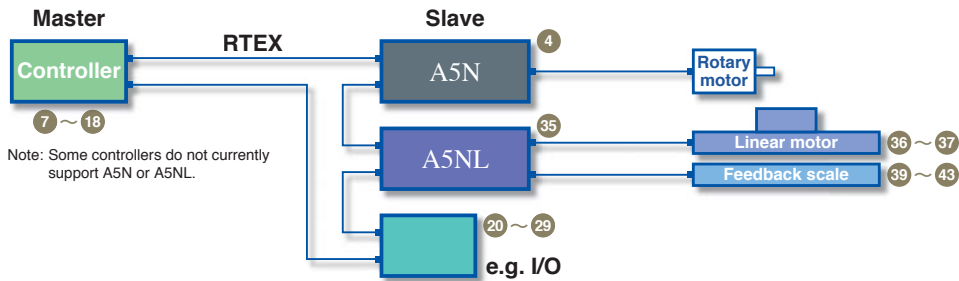 Master
Slave
RTEX
4
Controller
A5N
Rotary
motor
7 ~ 18
35
Note: Some controllers do not currently
support A5N or A5NL.
A5NL
Linear motor
36 ~ 37
Feedback scale
39 ~ 43
20 ~ 29
e.g. I/O